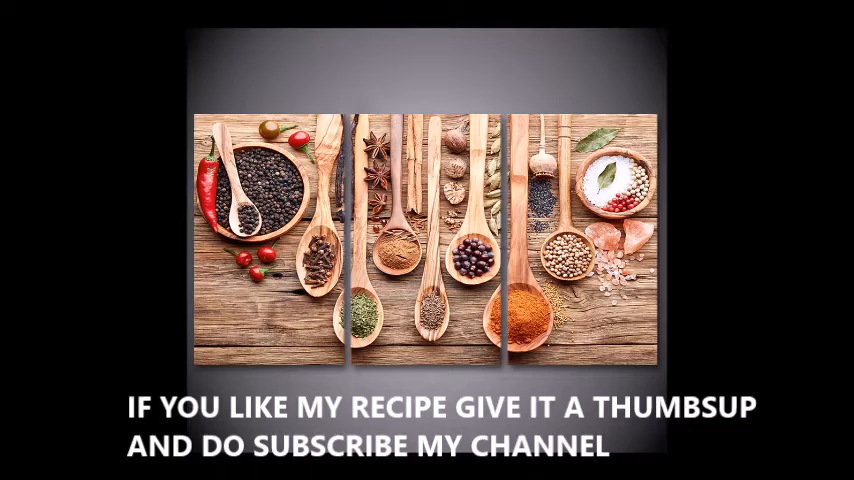 IF YOU LIKE MY RECIPE GIVE IT A THUMBSUP
AND DO SUBSCRIBE MY CHANNEL